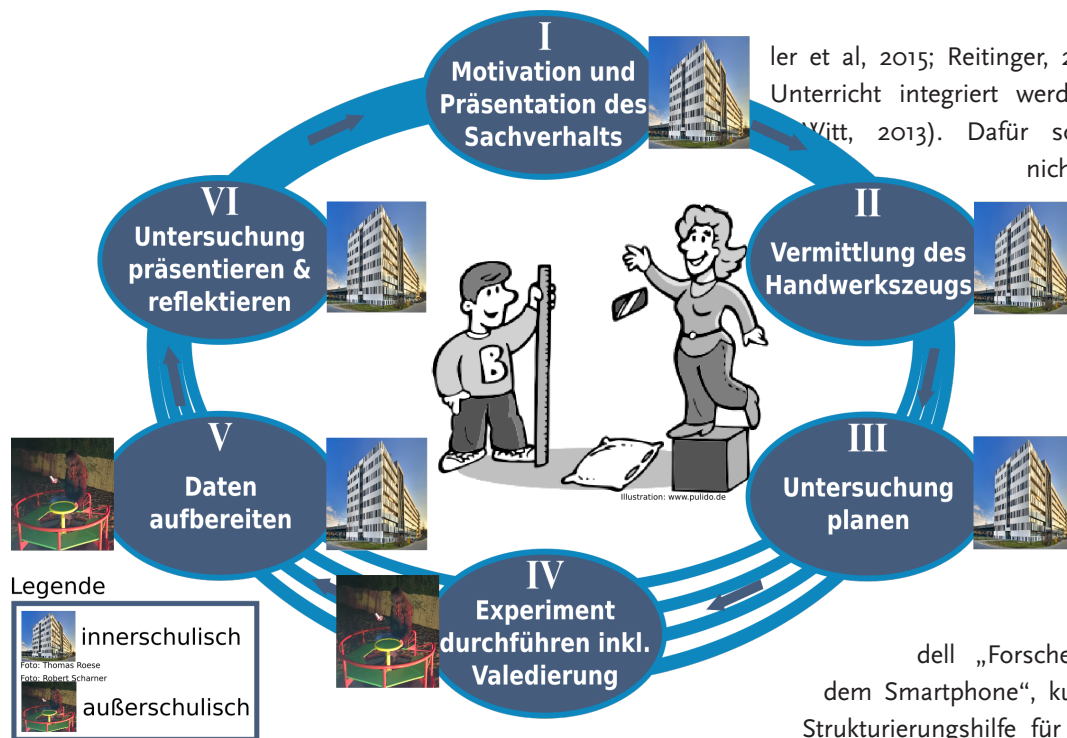 I
Motivation und
Präsentation des
Sachverhalts
ler et al, 2015; Reitinger, 2
Unterricht integriert werd
Witt, 2013). Dafür so
nich
II
Vermittlung des
Handwerkszeugs
III
Untersuchung
planen
IV
Experiment
durchführen inkl.
Valedierung
V
Daten
aufbereiten
VI
Untersuchung
präsentieren &
reflektieren
B
Illustration: www.pulido.de
Legende
innerschulisch
Foto: Thomas Roese
Foto: Robert Scharner
außerschulisch
dell „Forsche
dem Smartphone“, ku
Strukturierungshilfe für